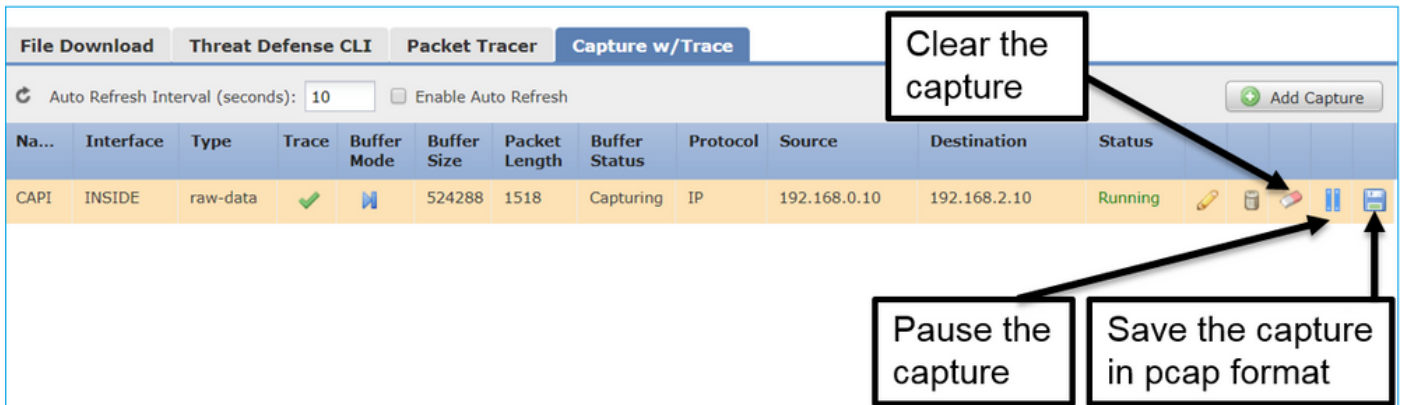 File Download Threat Defense CLI Packet Tracer Capture w/Trace
Clear the
capture
Auto Refresh Interval (seconds): 10 Enable Auto Refresh Add Capture
Na... Interface Type Trace Buffer Mode Buffer Size Packet Length Buffer Status Protocol Source Destination Status
CAPI INSIDE raw-data 524288 1518 Capturing IP 192.168.0.10 192.168.2.10 Running
Pause the
capture
Save the capture
in pcap format